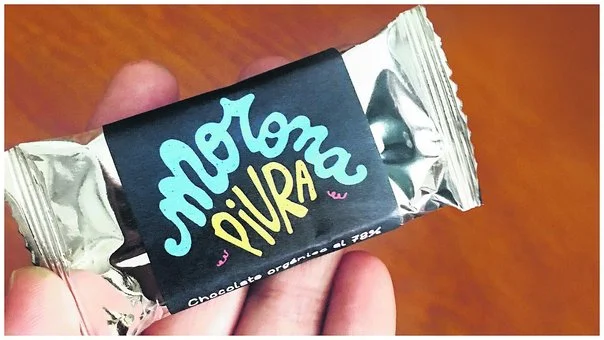 morona
PiURA
Chocolate orgánico al 78%